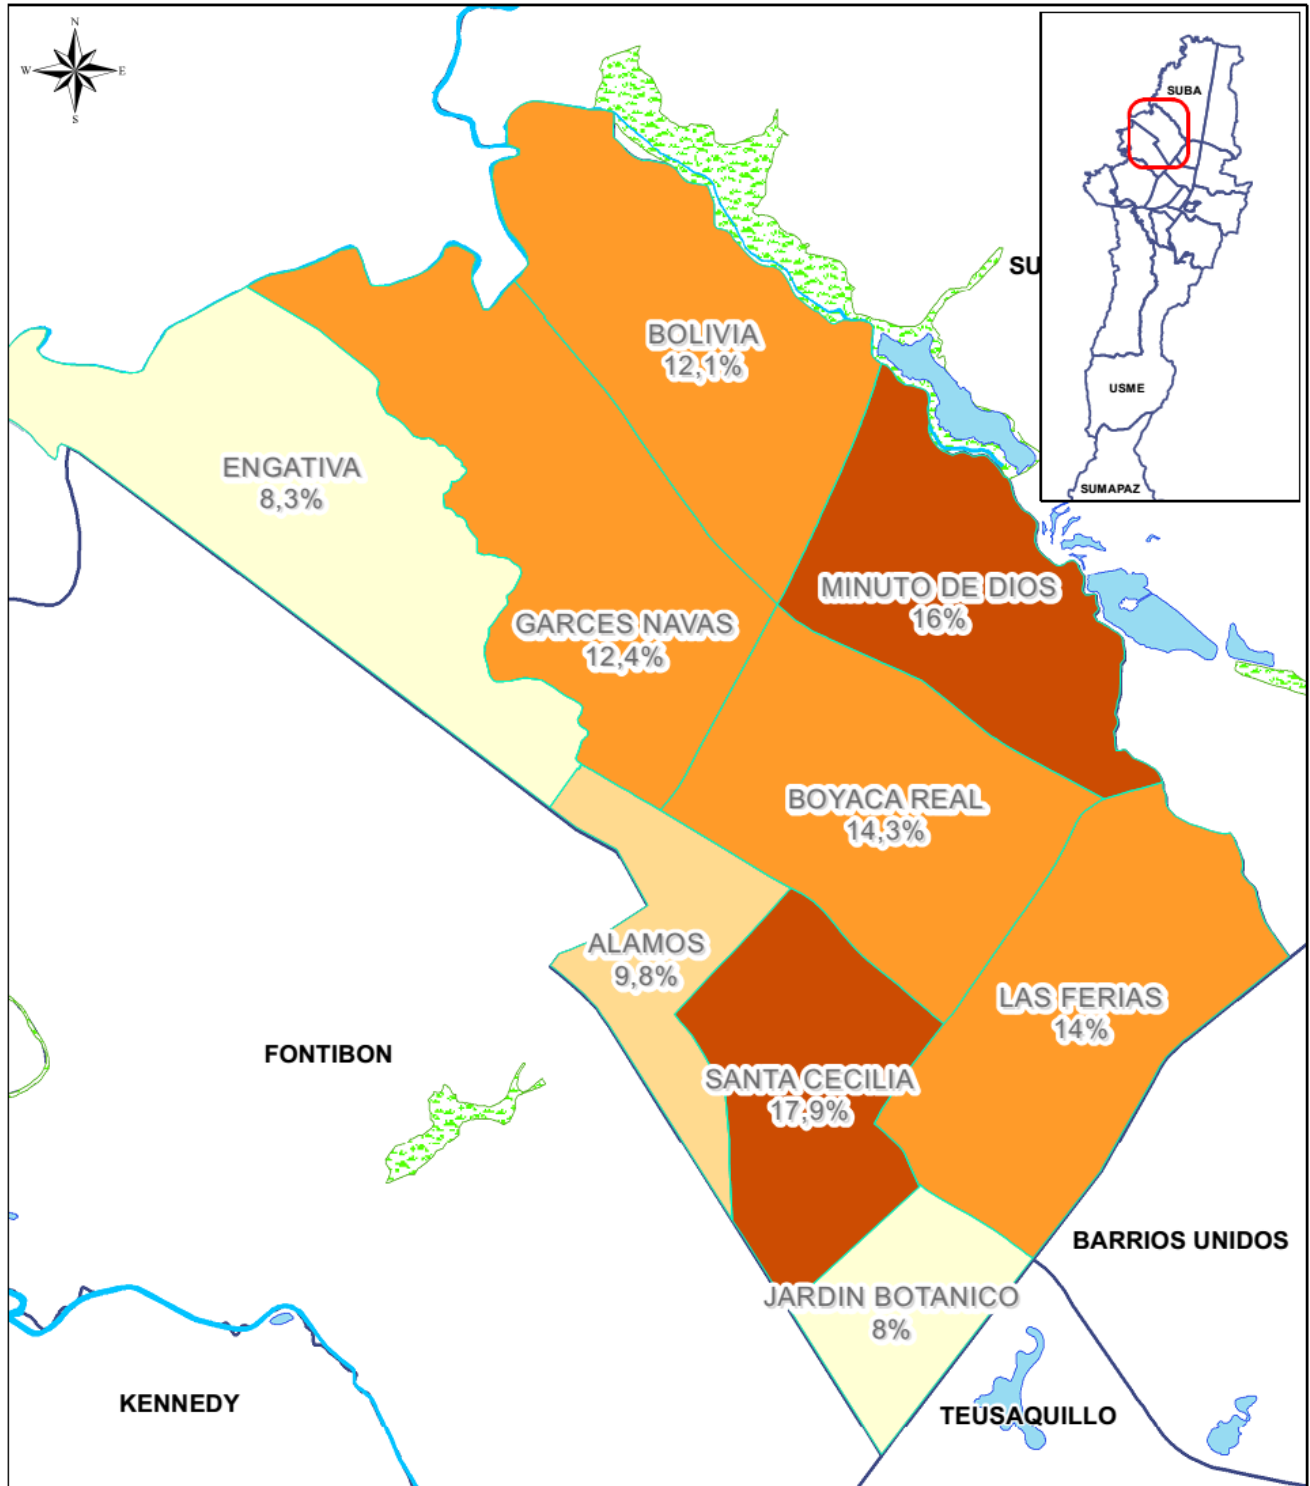 N
W
E
S
SUBA
SU
USME
SUMAPAZ
BOLIVIA
12,1%
ENGATIVA
8,3%
MINUTO DE DIOS
16%
GARCES NAVAS
12,4%
BOYACA REAL
14,3%
ALAMOS
9,8%
LAS FERIAS
14%
FONTIBON
SANTA CECILIA
17,9%
BARRIOS UNIDOS
JARDIN BOTANICO
8%
KENNEDY
TEUSAQUILLO